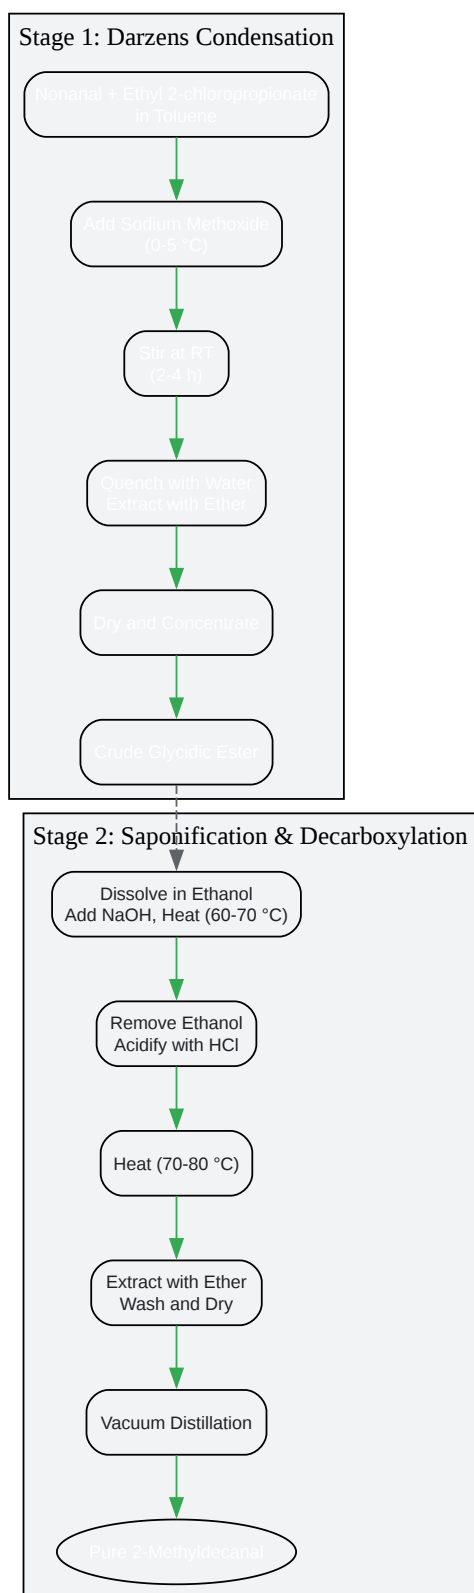 Stage 1: Darzens Condensation
Nonanal + Ethyl 2-chloropropionate
in Toluene
Add Sodium Methoxide
(0-5 °C)
Stir at RT
(2-4 h)
Quench with Water
Extract with Ether
Dry and Concentrate
Crude Glycidic Ester
Stage 2: Saponification & Decarboxylation
Dissolve in Ethanol
Add NaOH, Heat (60-70 °C)
Remove Ethanol
Acidify with HCl
Heat (70-80 °C)
Extract with Ether
Wash and Dry
Vacuum Distillation
Pure 2-Methyldecanal